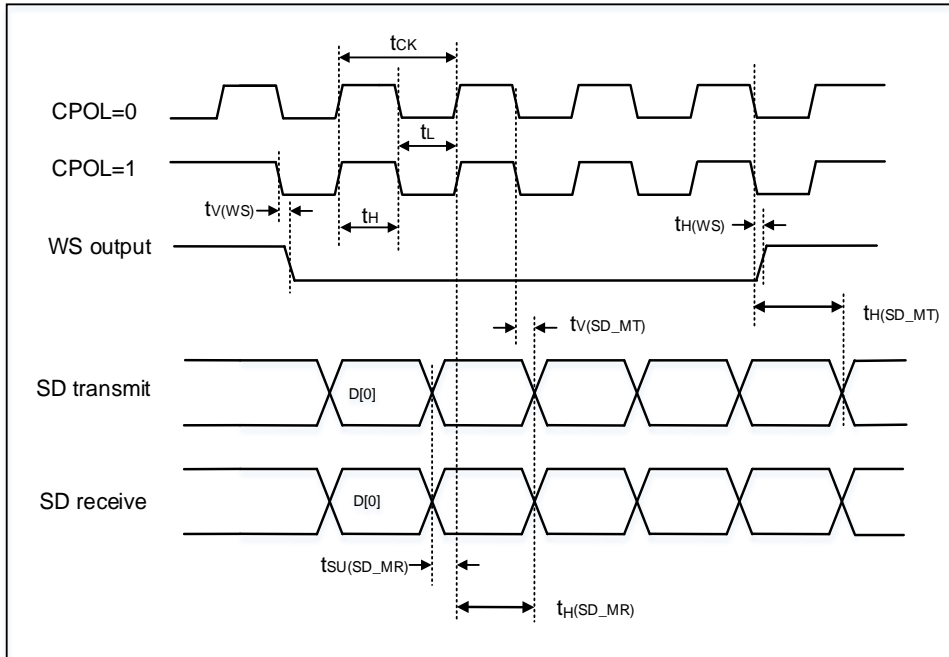 tCK
CPOL=0
tL
CPOL=1
tV(WS)
tH
tH(WS)
WS output
tV(SD_MT)
tH(SD_MT)
SD transmit
D[0]
SD receive
D[0]
tSU(SD_MR)
tH(SD_MR)